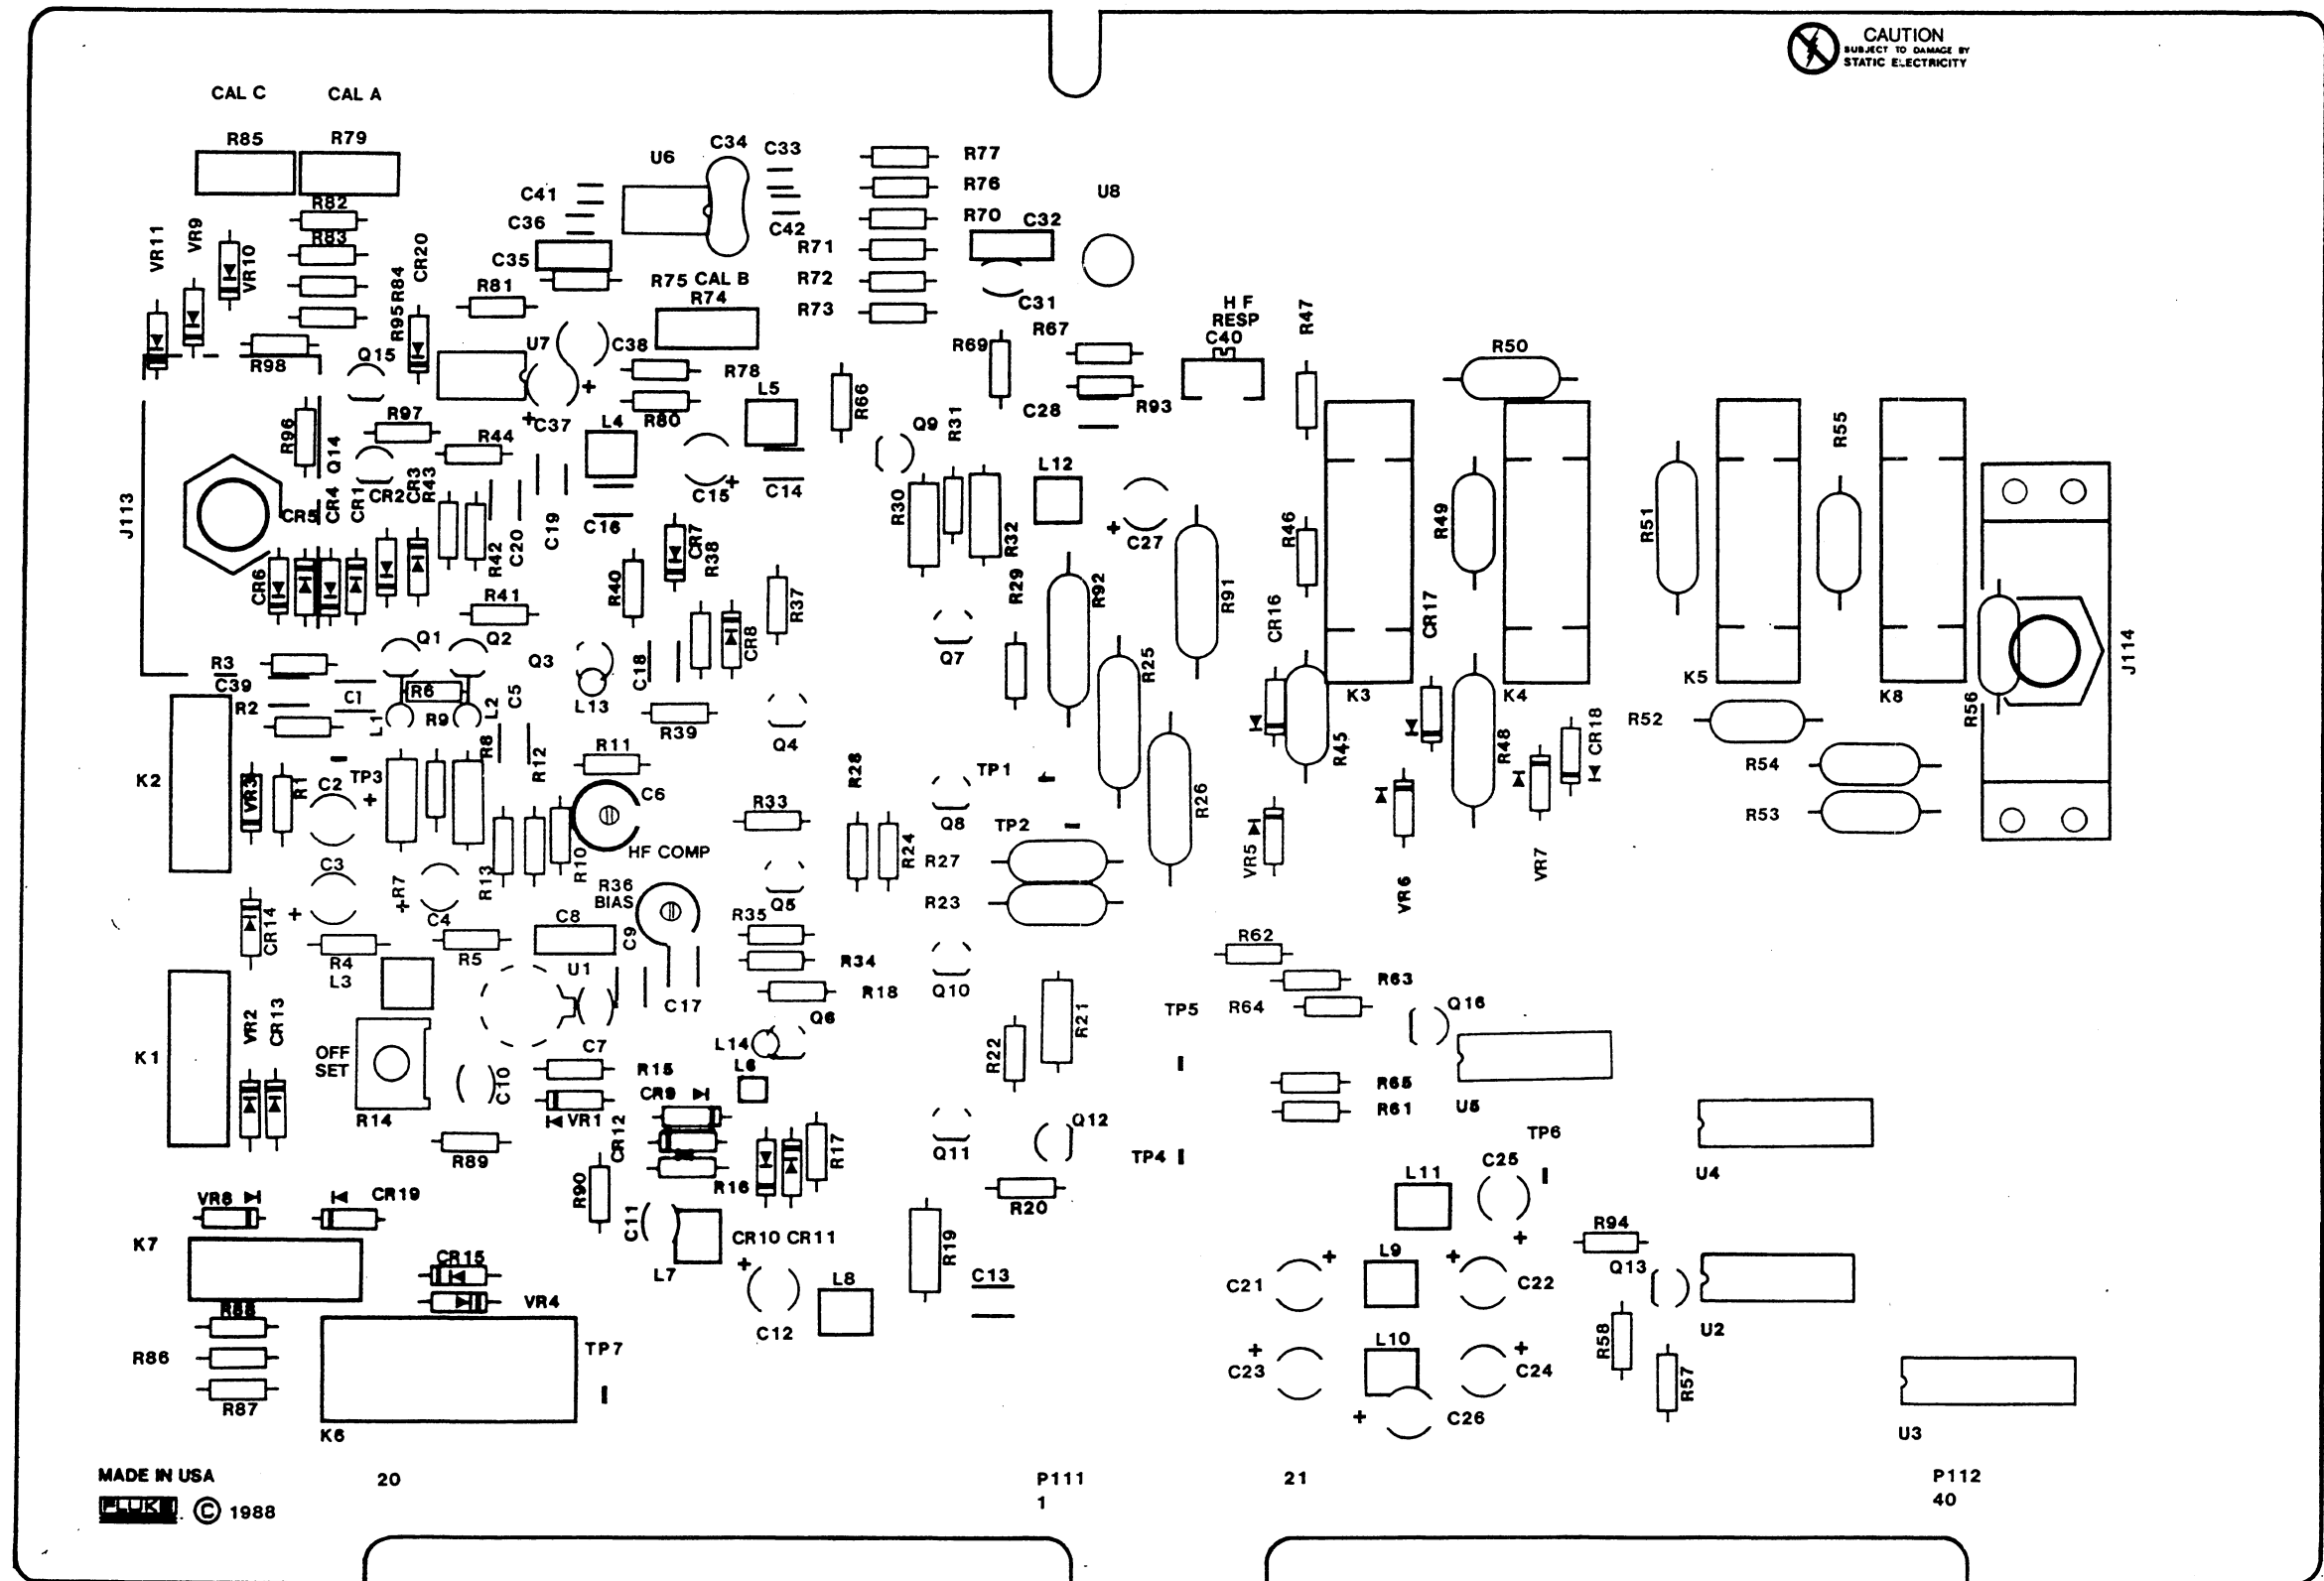 CAUTION
SUBJECT TO DAMAGE BY
STATIC ELECTRICITY
CAL C CAL A
R85 R79
C34 C33
U6
R77
R76
R70 C32
U8
C41
C36
C42
R82
R83
R71
VR11
VR9
VR10
R95 R84
CR20
C35
R81
R75 CAL B
R74
R72
R73
C31
R67
H F
RESP
C40
R47
R50
R98
Q15
U7
C38
R78
L5
R66
R69
C28
R93
R96
Q14
R97
R44
C37
L4
R80
Q9
R31
R55
J113
CR5
CR4
CR1
CR2
CR3
R43
R42
C20
C19
C16
C15
C14
R30
R32
L12
C27
R46
R49
R51
CR6
R41
R40
CR7
R38
R37
R29
R92
R91
CR16
CR17
Q1
Q2
Q3
C18
CR8
Q7
R25
R3
C39
R2
C1
L1
R6
R9
L2
C5
L13
R39
Q4
K3
K4
K5
K8
R56
J114
K2
VR3
R1
C2
TP3
R8
R12
R11
C6
R28
TP1
R45
R48
CR18
R52
R54
R53
R33
Q8
TP2
R26
C3
R7
C4
R13
R10
HF COMP
R24
R27
VR5
VR7
VR6
R36
BIAS
Q5
R23
CR14
R4
L3
R5
C8
C9
R35
R34
Q10
R62
R63
U1
C17
R18
Q6
TP5
R64
Q16
K1
VR2
CR13
OFF
SET
R14
C10
C7
L14
L6
R22
R21
R15
CR9
VR1
CR12
R65
R61
U5
R89
R17
Q11
Q12
TP4
TP6
U4
R90
R16
C11
CR10 CR11
R20
L11
C25
VR8
CR19
K7
CR15
VR4
L7
L8
C12
R19
C13
C21
L9
C22
R94
Q13
U2
R88
R86
R87
K6
TP7
C23
L10
C24
C26
R58
R57
U3
MADE IN USA
20
P111
1
21
P112
40
FLUKE © 1988